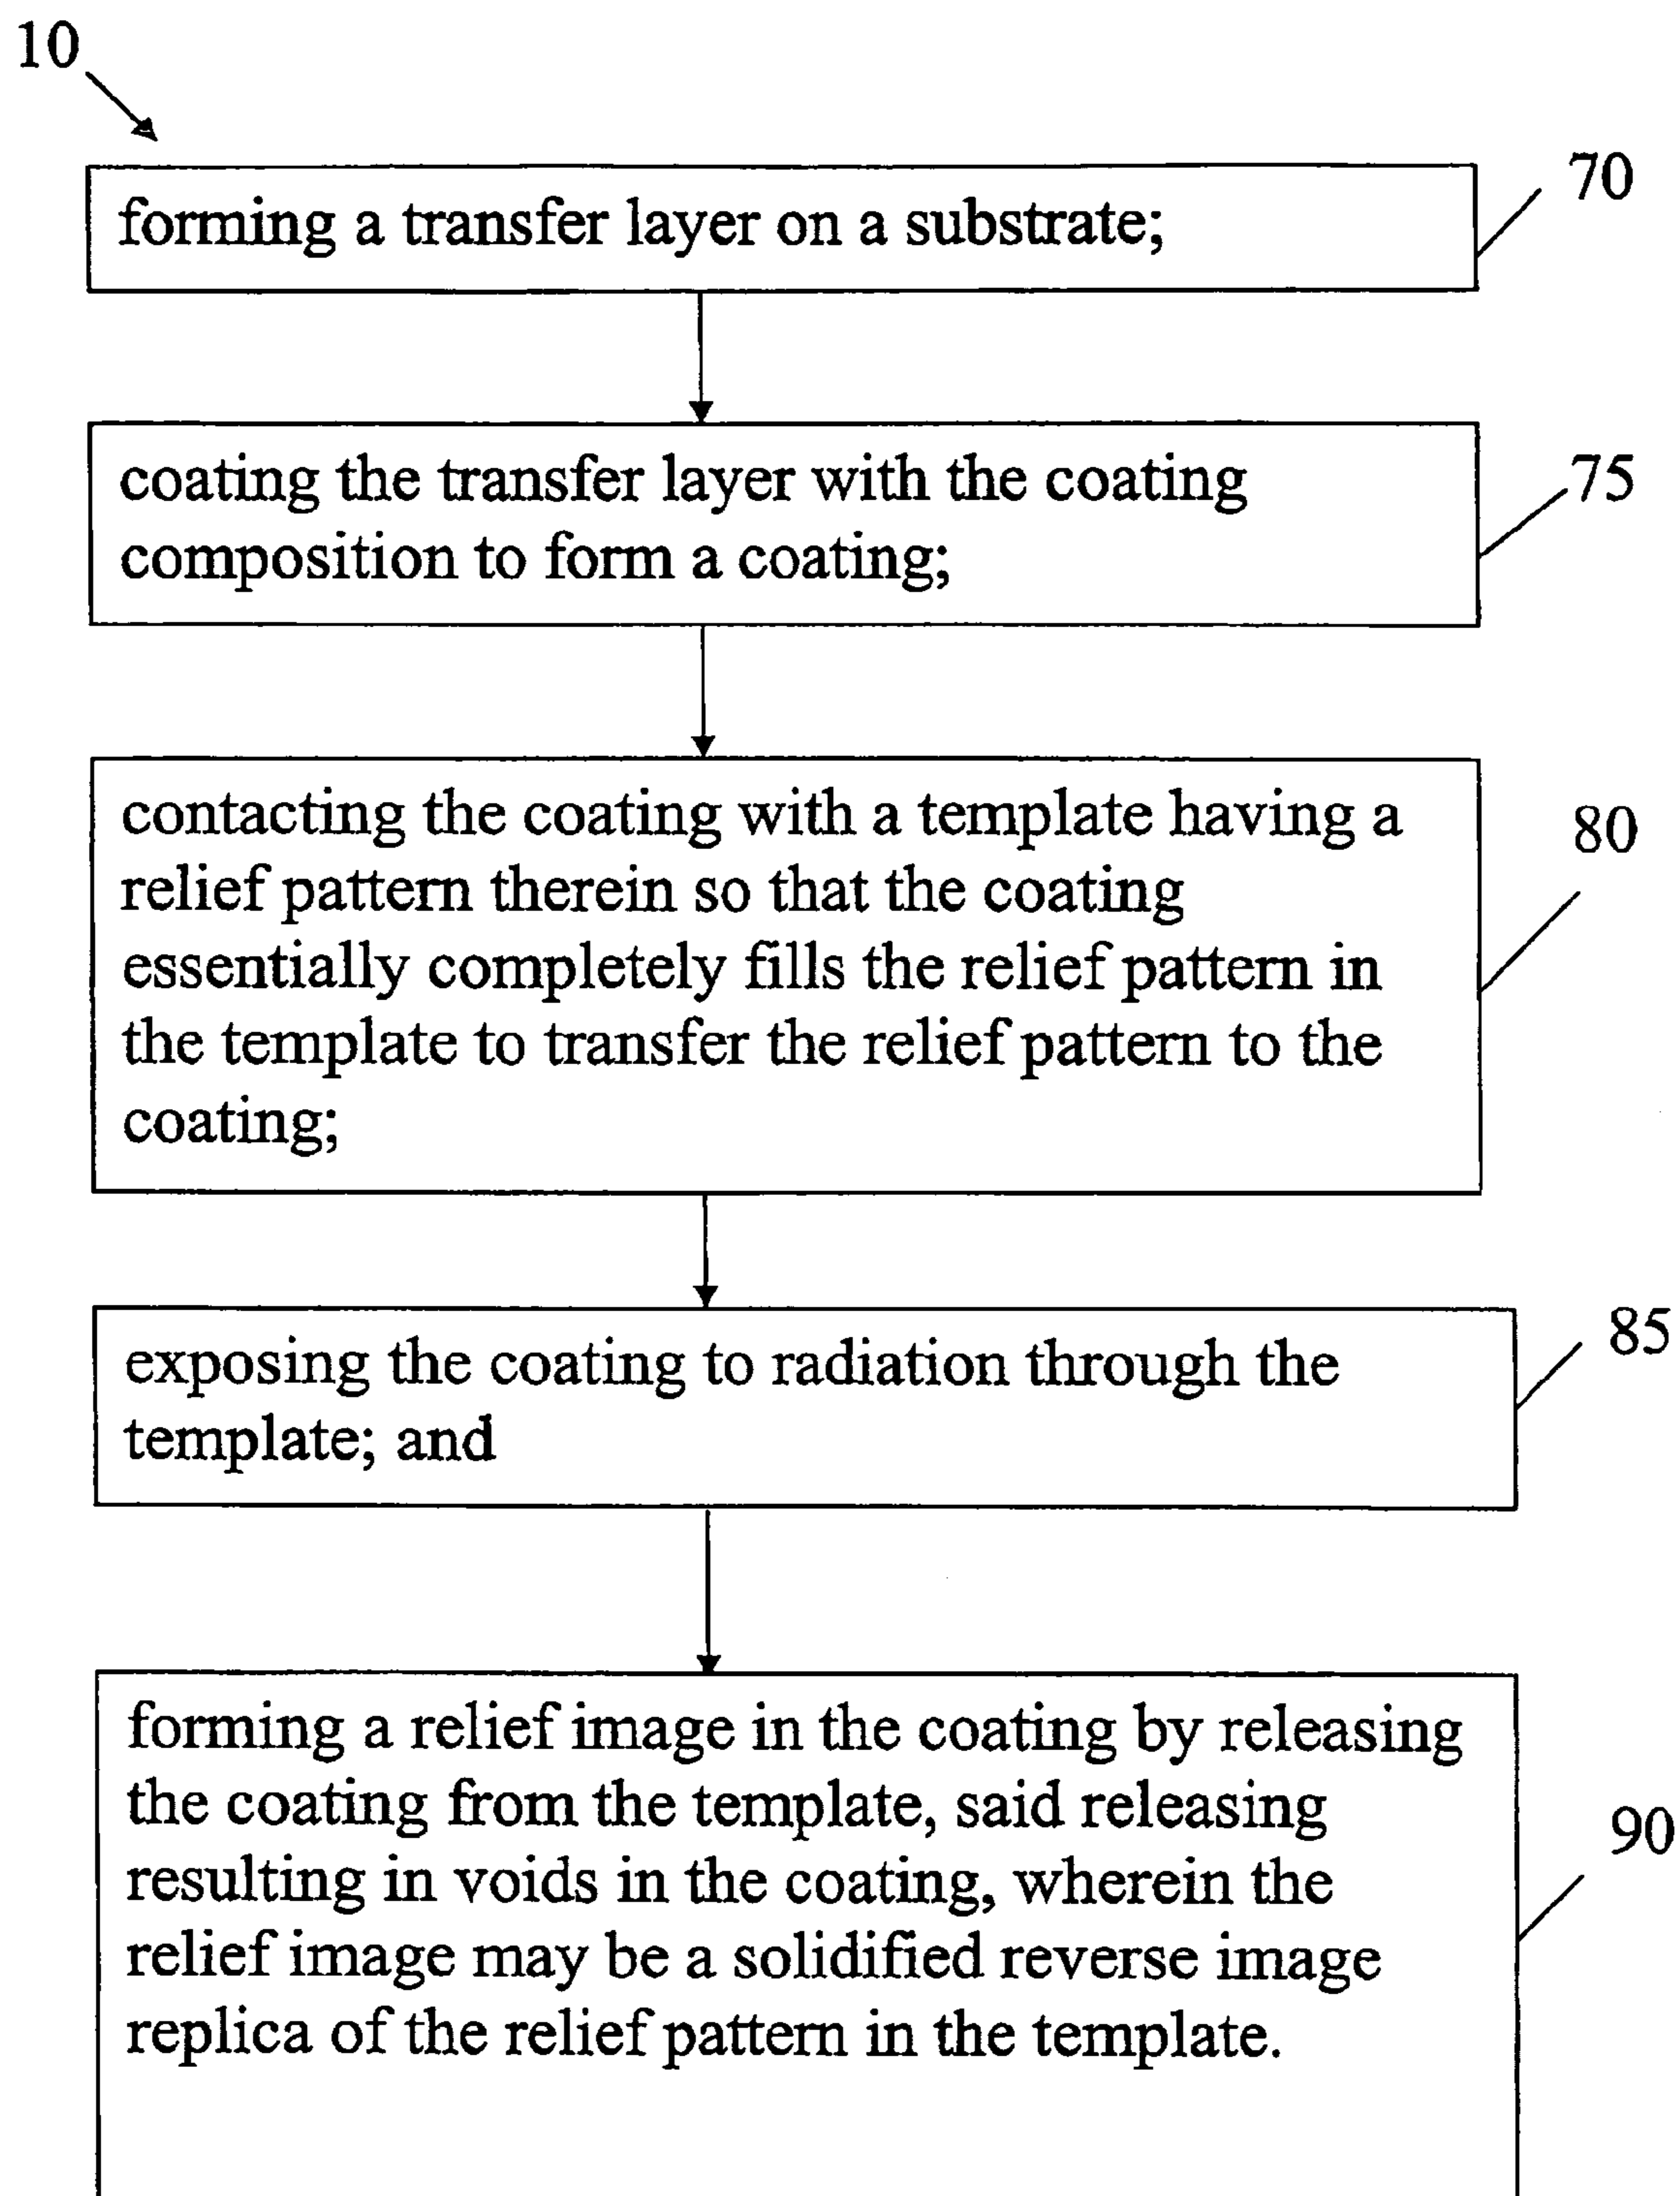 10
forming a transfer layer on a substrate;
70
coating the transfer layer with the coating
composition to form a coating;
75
contacting the coating with a template having a
relief pattern therein so that the coating
essentially completely fills the relief pattern in
the template to transfer the relief pattern to the
coating;
80
exposing the coating to radiation through the
template; and
85
forming a relief image in the coating by releasing
the coating from the template, said releasing
resulting in voids in the coating, wherein the
relief image may be a solidified reverse image
replica of the relief pattern in the template.
90